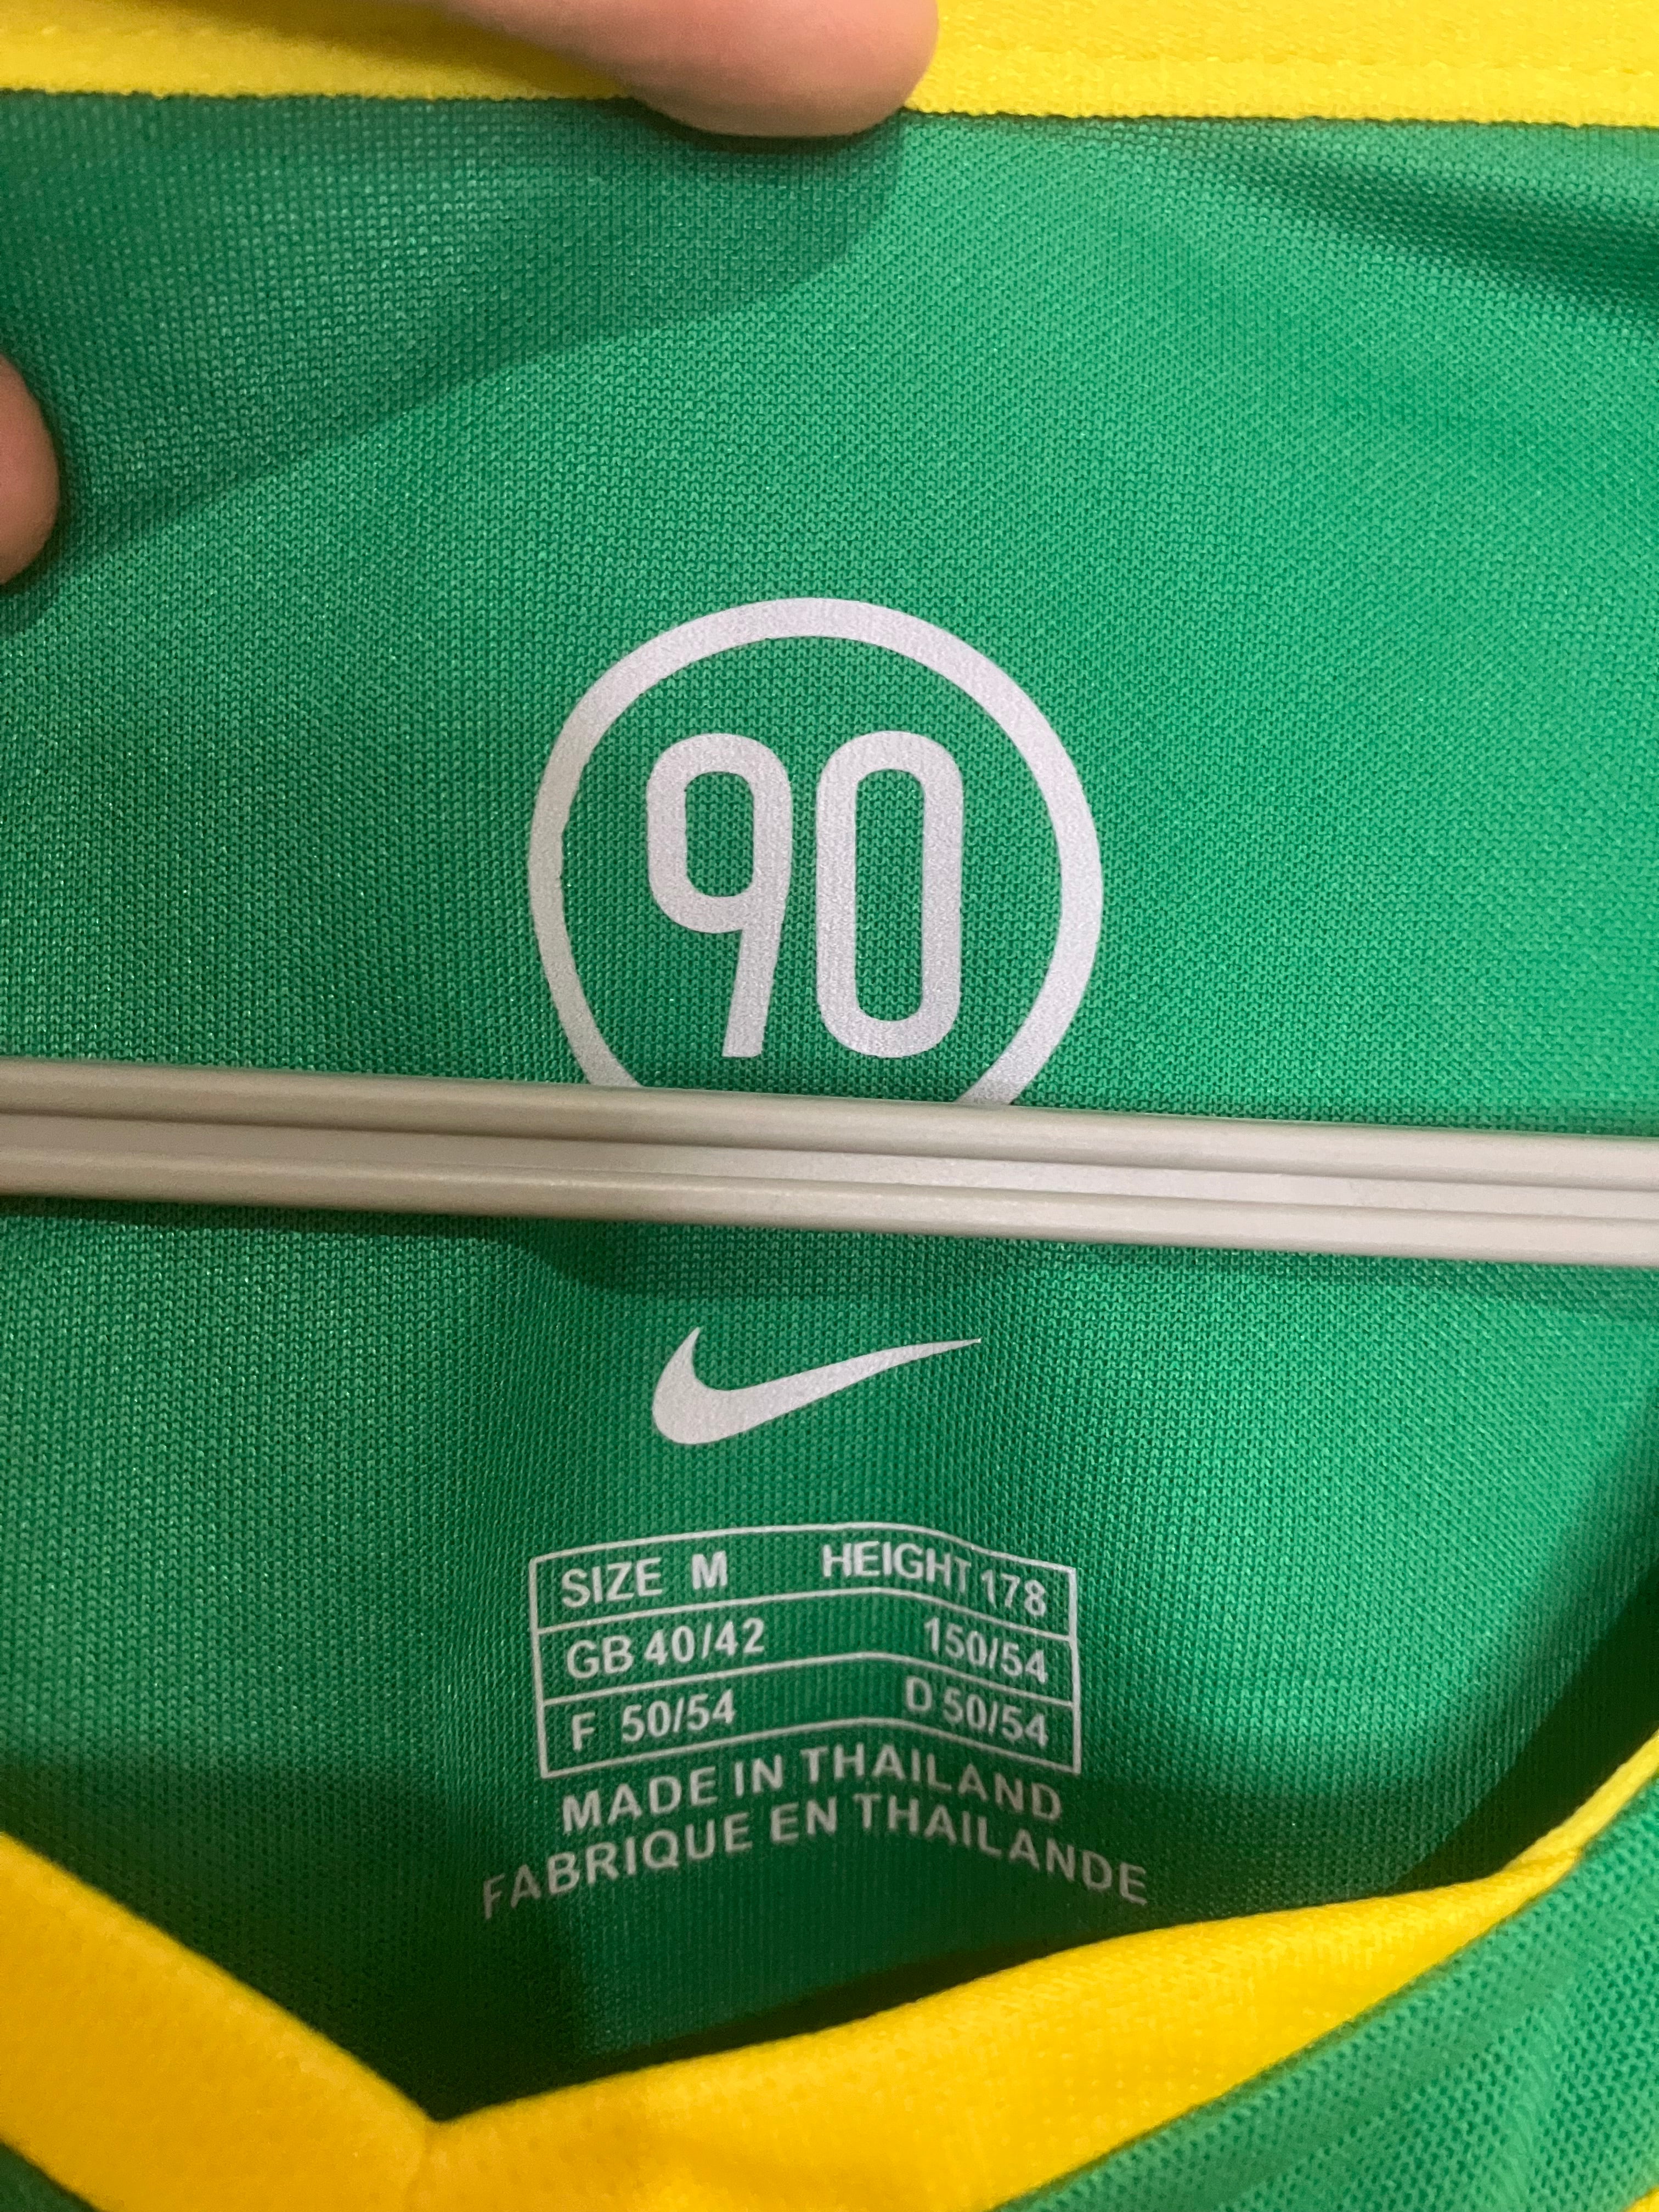 90
SIZE M HEIGHT 178
GB 40/42 150/54
F 50/54 D 50/54
MADE IN THAILAND
FABRIQUE EN THAILANDE